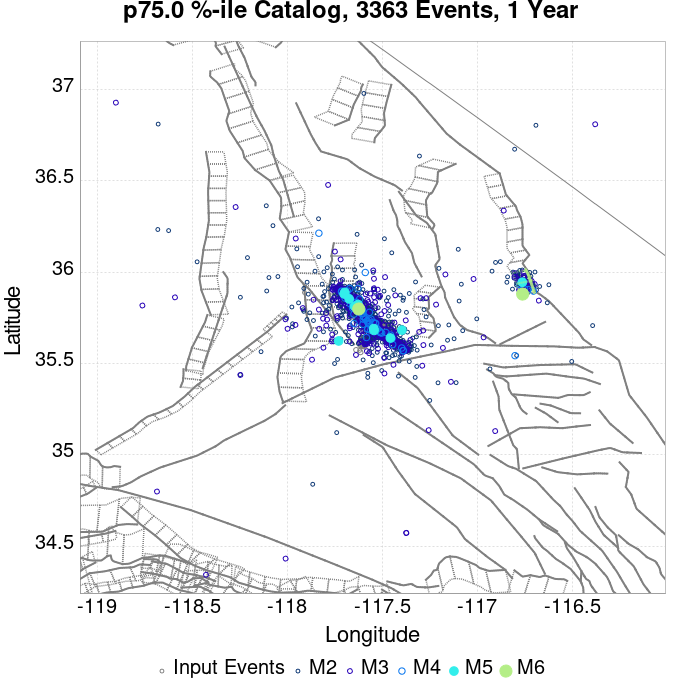 p75.0 %-ile Catalog, 3363 Events, 1 Year
37
36.5
36
35.5
35
34.5
Latitude
-119
-118.5
-118
-117.5
-117
-116.5
Longitude
Input Events
M2
M3
M4
M5
M6